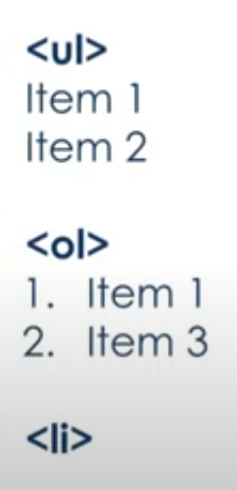 <ul>
Item 1
Item 2
<ol>
1. Item 1
2. Item 3
<li>